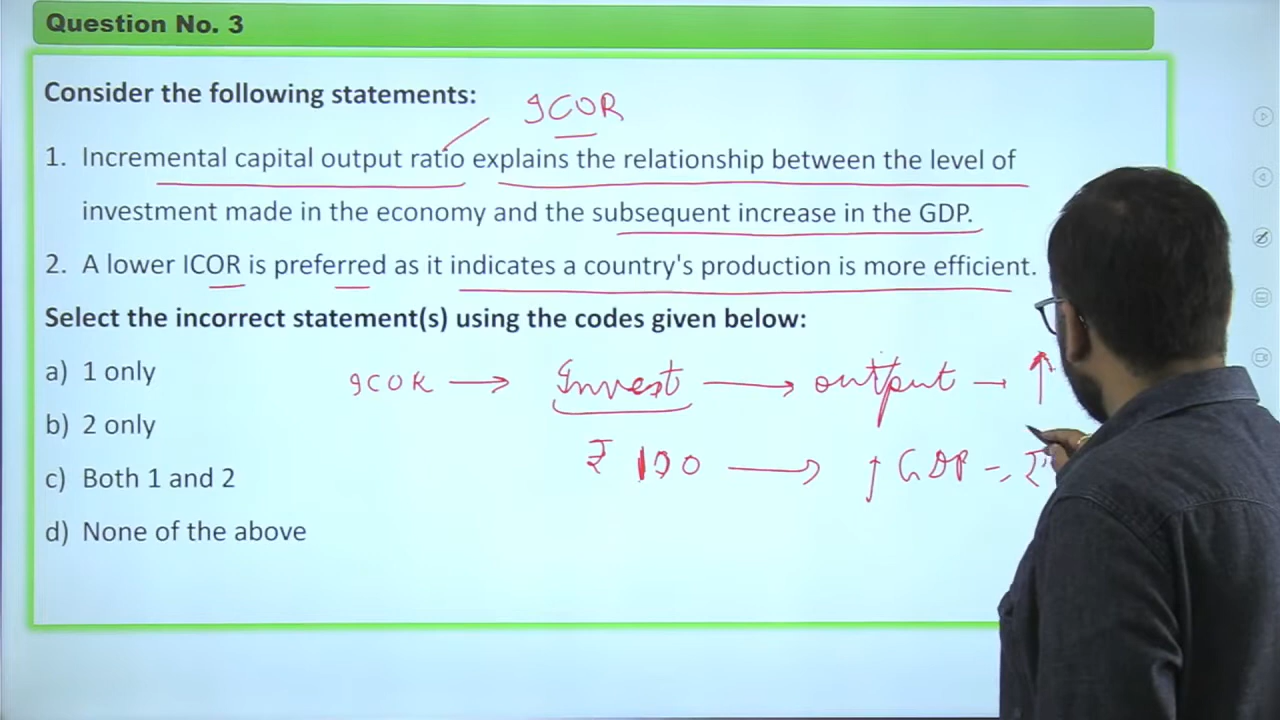 Question No. 3
Consider the following statements:
ICOR
1. Incremental capital output ratio explains the relationship between the level of
investment made in the economy and the subsequent increase in the GDP.
2. A lower ICOR is preferred as it indicates a country's production is more efficient.
Select the incorrect statement(s) using the codes given below:
a) 1 only
ICOR → Invest → output → ↑
b) 2 only
₹ 100 → ↑ GDP = ₹
c) Both 1 and 2
d) None of the above